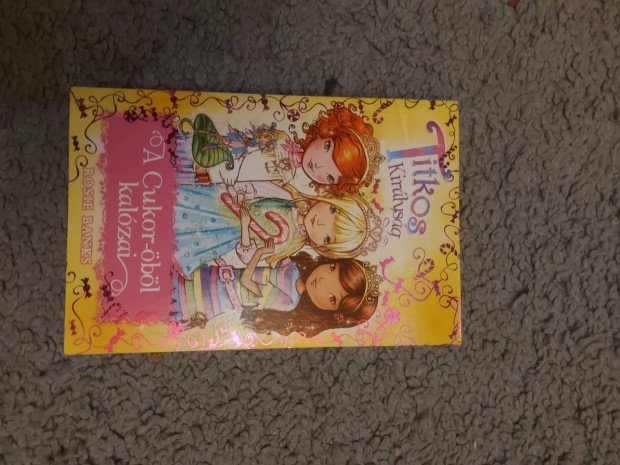 Titkos
Királyság
A Cukor-öböl
kalózai
ROSIE BANKS